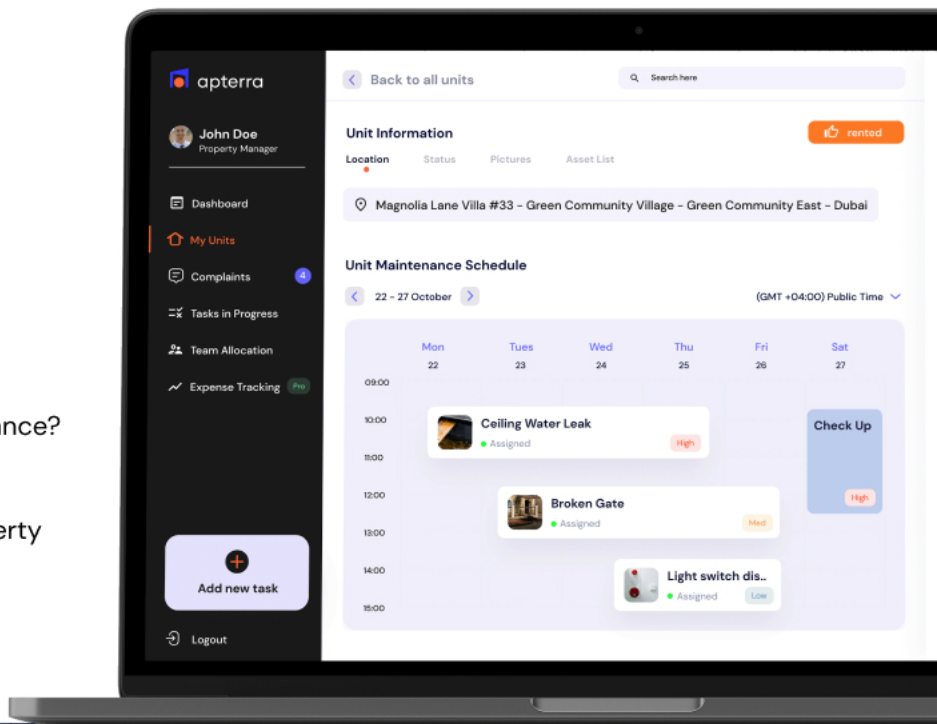 apterra
John Doe
Property Manager
Dashboard
My Units
Complaints 4
Tasks in Progress
Team Allocation
Expense Tracking Pro
Add new task
Logout
Back to all units
Search here
Unit Information
rented
Location Status Pictures Asset List
Magnolia Lane Villa #33 - Green Community Village - Green Community East - Dubai
Unit Maintenance Schedule
22 - 27 October
(GMT +04:00) Public Time
Mon Tues Wed Thu Fri Sat
22 23 24 25 26 27
09:00
10:00
11:00
12:00
13:00
14:00
15:00
Ceiling Water Leak
Assigned
High
Check Up
High
Broken Gate
Assigned
Med
Light switch dis..
Assigned
Low
ance?
erty